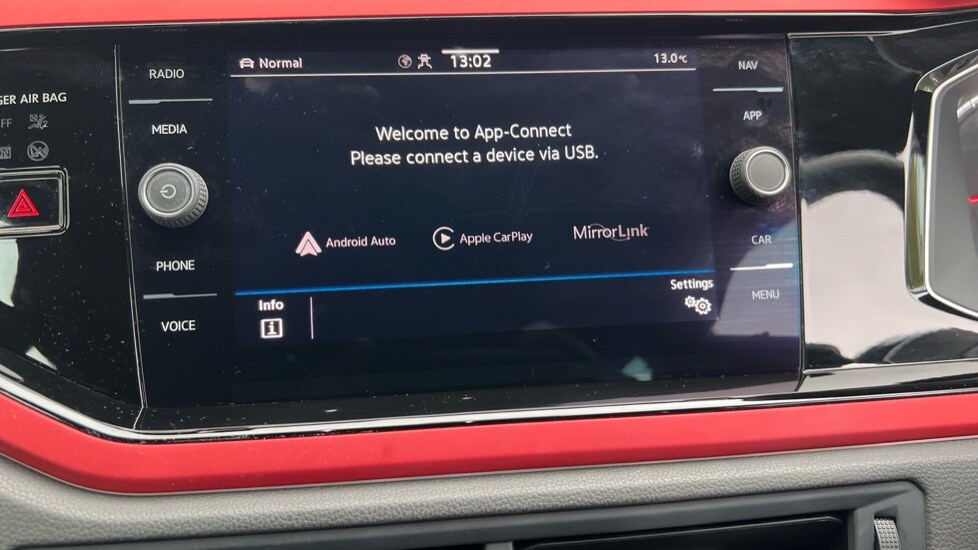 Normal
13:02
13.0°C
RADIO
NAV
GER AIR BAG
FF
MEDIA
APP
Welcome to App-Connect
Please connect a device via USB.
Android Auto
Apple CarPlay
MirrorLink
PHONE
CAR
Info
Settings
VOICE
MENU